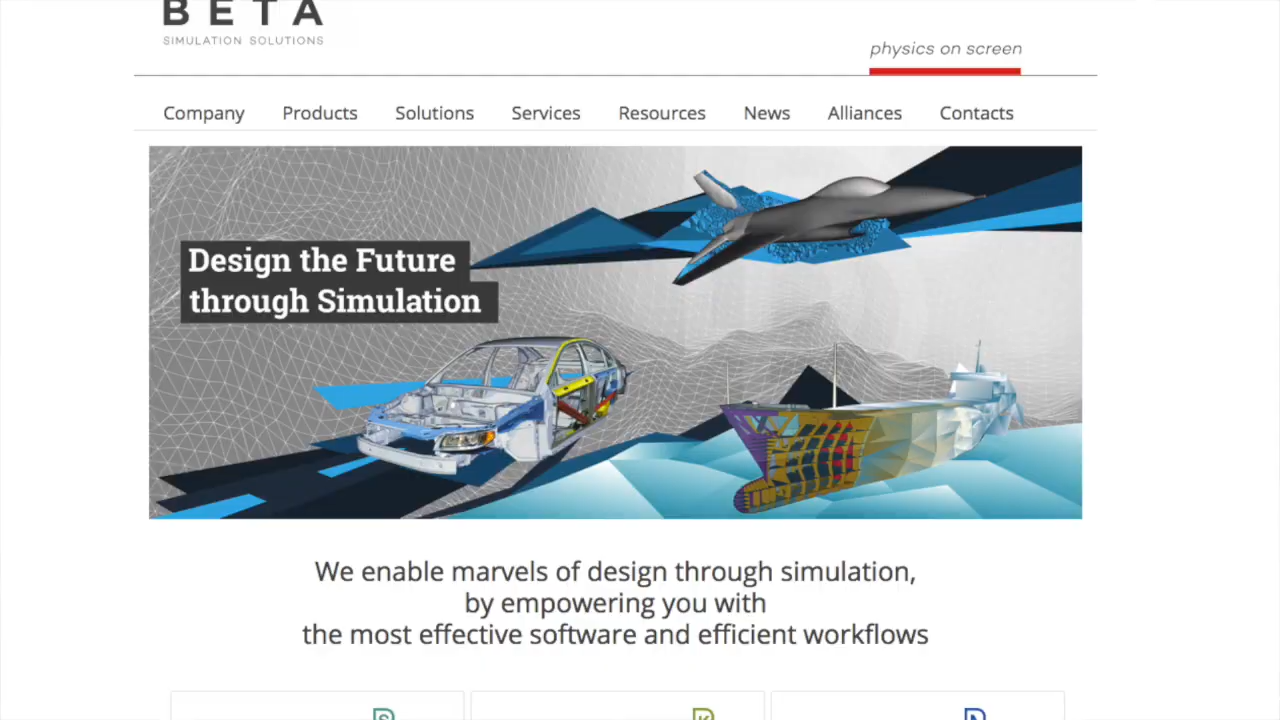 BETA
SIMULATION SOLUTIONS
physics on screen
Company Products Solutions Services Resources News Alliances Contacts
Design the Future
through Simulation
We enable marvels of design through simulation,
by empowering you with
the most effective software and efficient workflows